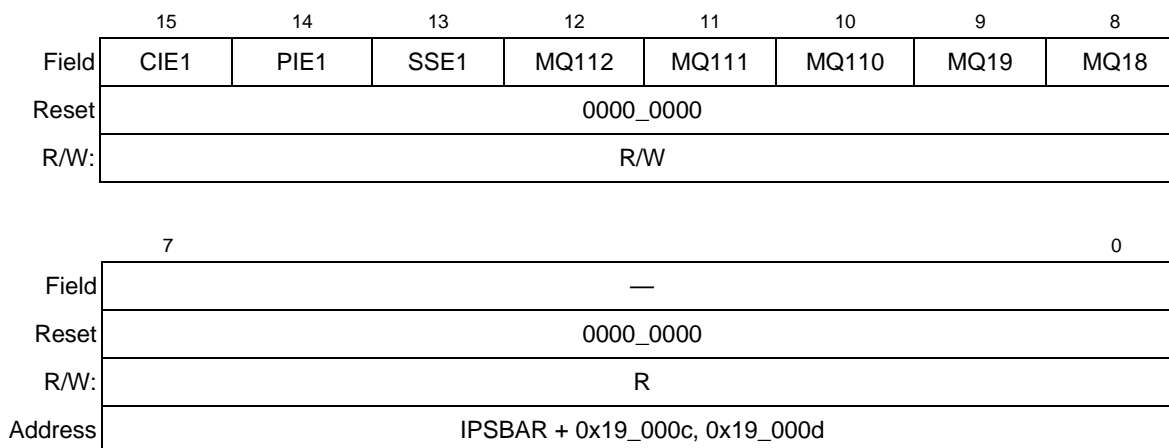 15 14 13 12 11 10 9 8
Field CIE1 PIE1 SSE1 MQ112 MQ111 MQ110 MQ19 MQ18
Reset 0000_0000
R/W: R/W
7 0
Field —
Reset 0000_0000
R/W: R
Address IPSBAR + 0x19_000c, 0x19_000d